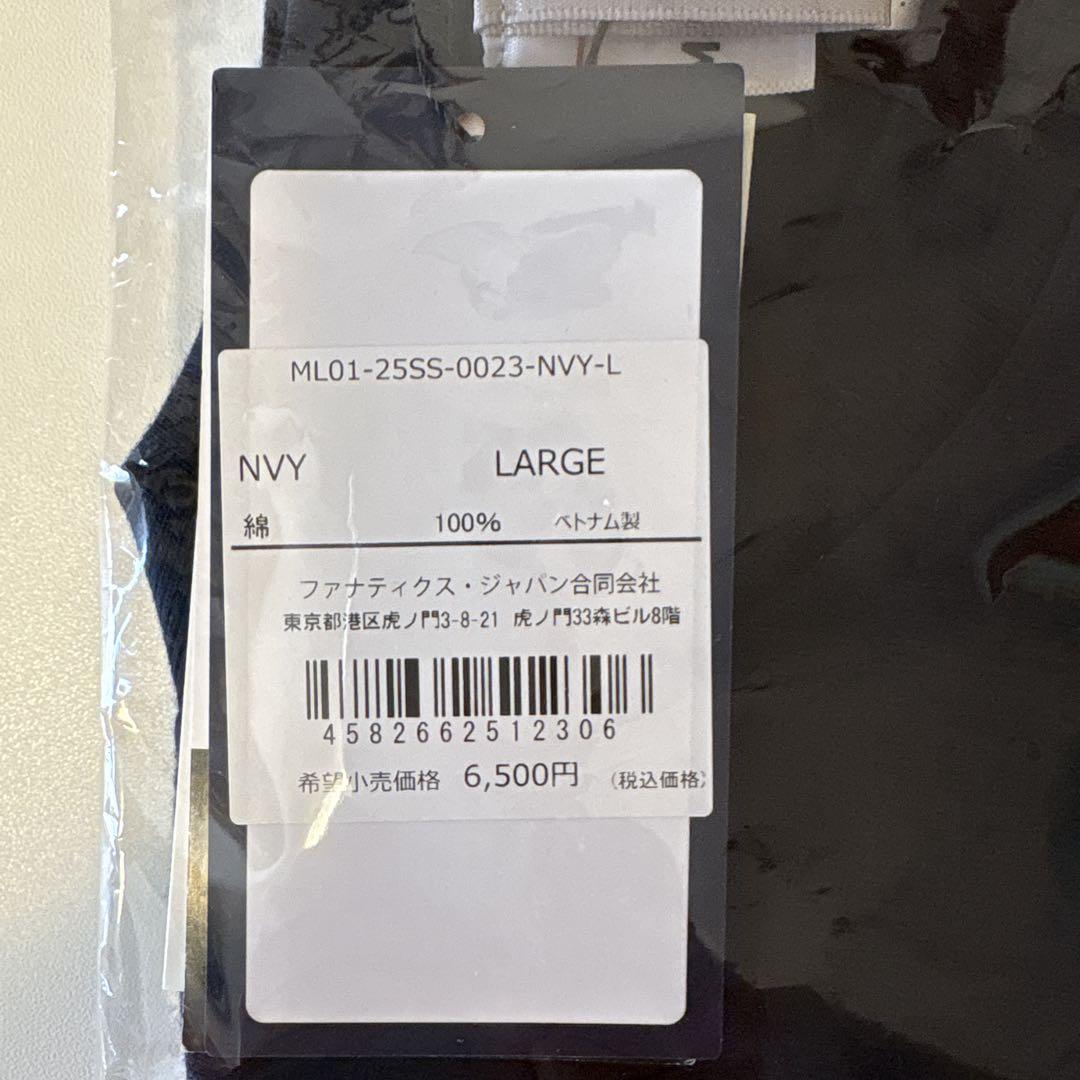 ML01-25SS-0023-NVY-L
NVY LARGE
綿 100% ベトナム製
ファナティクス・ジャパン合同会社
東京都港区虎ノ門3-8-21 虎ノ門33森ビル8階
4582662512306
希望小売価格 6,500円 (税込価格)